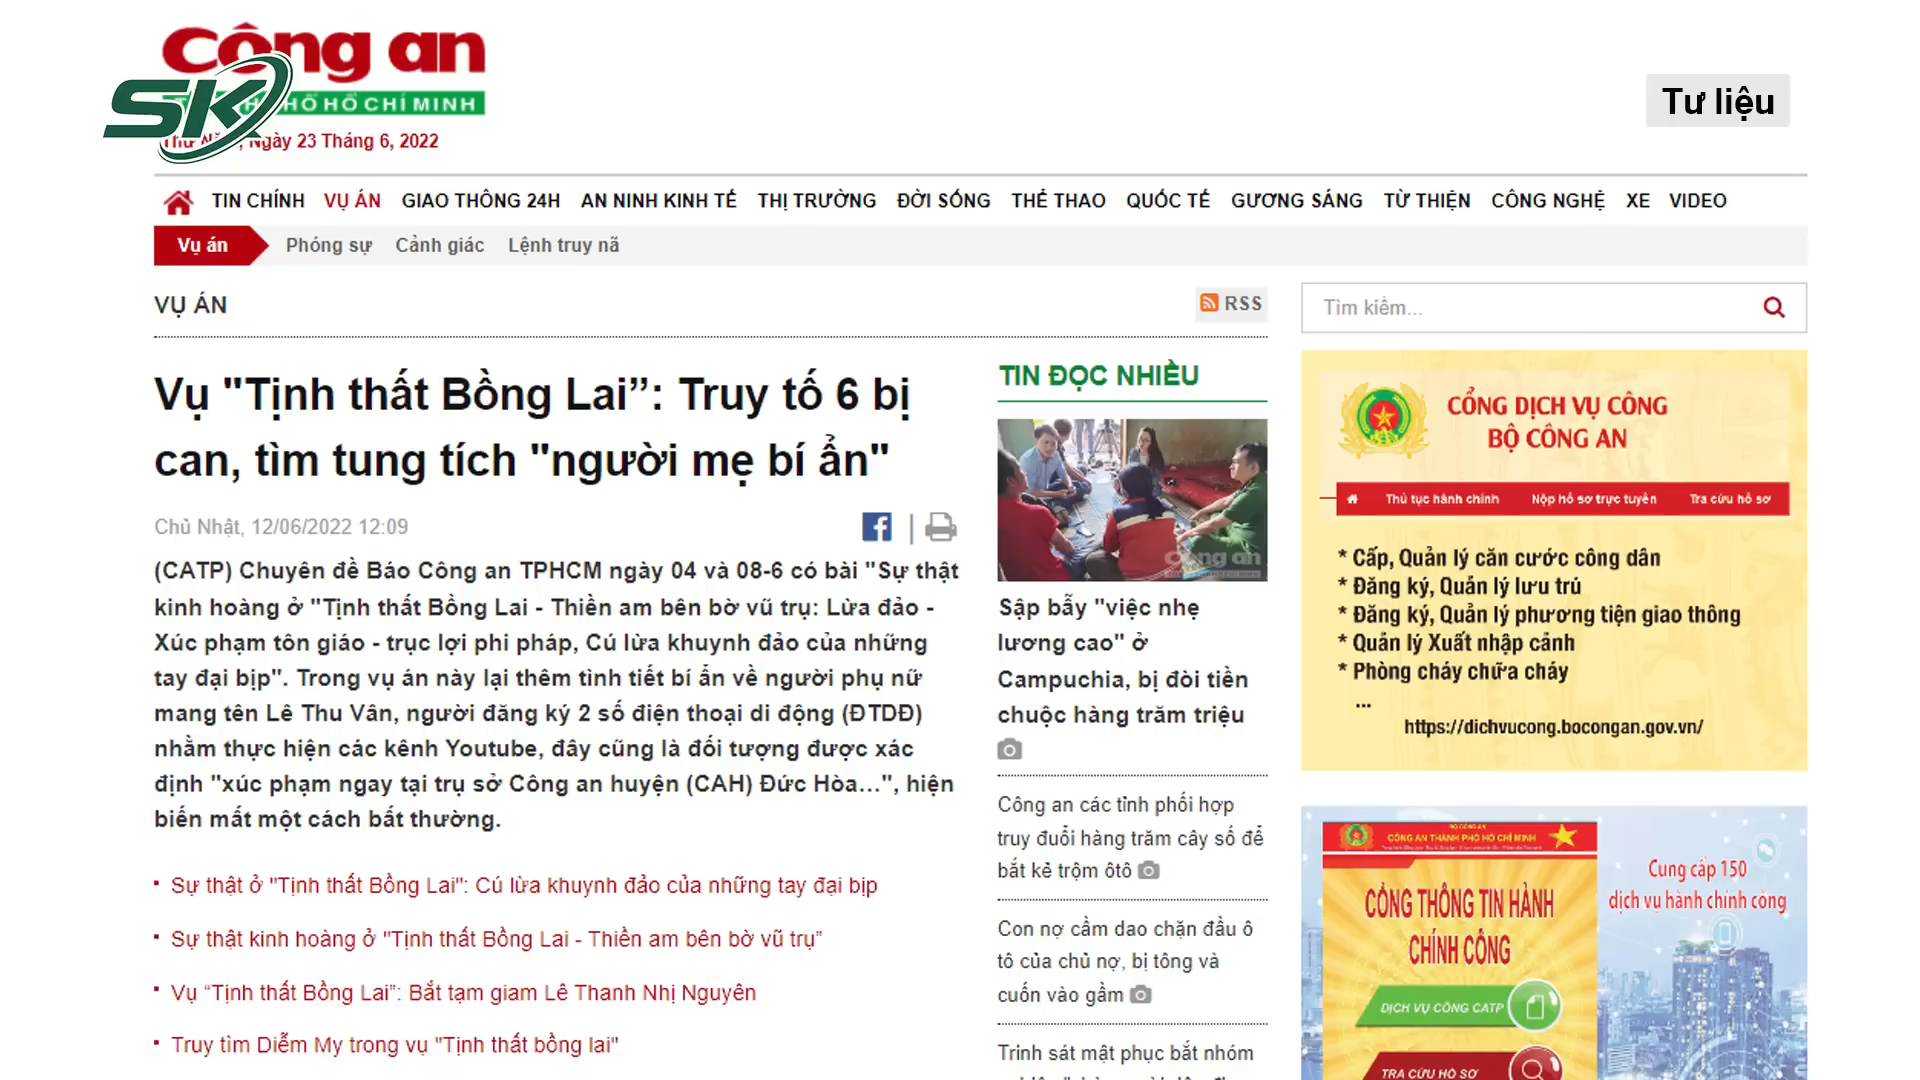 Công an
HỐ HỒ CHÍ MINH
SK
Ngày 23 Tháng 6, 2022
Tư liệu
TIN CHÍNH VỤ ÁN GIAO THÔNG 24H AN NINH KINH TẾ THỊ TRƯỜNG ĐỜI SỐNG THỂ THAO QUỐC TẾ GƯƠNG SÁNG TỪ THIỆN CÔNG NGHỆ XE VIDEO
Vụ án Phóng sự Cảnh giác Lệnh truy nã
VỤ ÁN
RSS
Tìm kiếm...
Vụ "Tịnh thất Bồng Lai”: Truy tố 6 bị
can, tìm tung tích "người mẹ bí ẩn"
Chủ Nhật, 12/06/2022 12:09
(CATP) Chuyên đề Báo Công an TPHCM ngày 04 và 08-6 có bài "Sự thật
kinh hoàng ở "Tịnh thất Bồng Lai - Thiền am bên bờ vũ trụ: Lừa đảo -
Xúc phạm tôn giáo - trục lợi phi pháp, Cú lừa khuynh đảo của những
tay đại bịp". Trong vụ án này lại thêm tình tiết bí ẩn về người phụ nữ
mang tên Lê Thu Vân, người đăng ký 2 số điện thoại di động (ĐTDĐ)
nhằm thực hiện các kênh Youtube, đây cũng là đối tượng được xác
định "xúc phạm ngay tại trụ sở Công an huyện (CAH) Đức Hòa...", hiện
biến mất một cách bất thường.
Sự thật ở "Tịnh thất Bồng Lai": Cú lừa khuynh đảo của những tay đại bịp
Sự thật kinh hoàng ở "Tịnh thất Bồng Lai - Thiền am bên bờ vũ trụ”
Vụ “Tịnh thất Bồng Lai”: Bắt tạm giam Lê Thanh Nhị Nguyên
Truy tìm Diễm My trong vụ "Tịnh thất bồng lai"
TIN ĐỌC NHIỀU
Công an
Sập bẫy "việc nhẹ
lương cao" ở
Campuchia, bị đòi tiền
chuộc hàng trăm triệu
Công an các tỉnh phối hợp
truy đuổi hàng trăm cây số để
bắt kẻ trộm ôtô
Con nợ cầm dao chặn đầu ô
tô của chủ nợ, bị tông và
cuốn vào gầm
Trinh sát mật phục bắt nhóm
CỔNG DỊCH VỤ CÔNG
BỘ CÔNG AN
Thủ tục hành chính Nộp hồ sơ trực tuyến Tra cứu hồ sơ
* Cấp, Quản lý căn cước công dân
* Đăng ký, Quản lý lưu trú
* Đăng ký, Quản lý phương tiện giao thông
* Quản lý Xuất nhập cảnh
* Phòng cháy chữa cháy
...
https://dichvucong.bocongan.gov.vn/
BỘ CÔNG AN
CÔNG AN THÀNH PHỐ HỒ CHÍ MINH
CỔNG THÔNG TIN HÀNH
CHÍNH CÔNG
DỊCH VỤ CÔNG CATP
TRA CỨU HỒ SƠ
Cung cấp 150
dịch vụ hành chính công